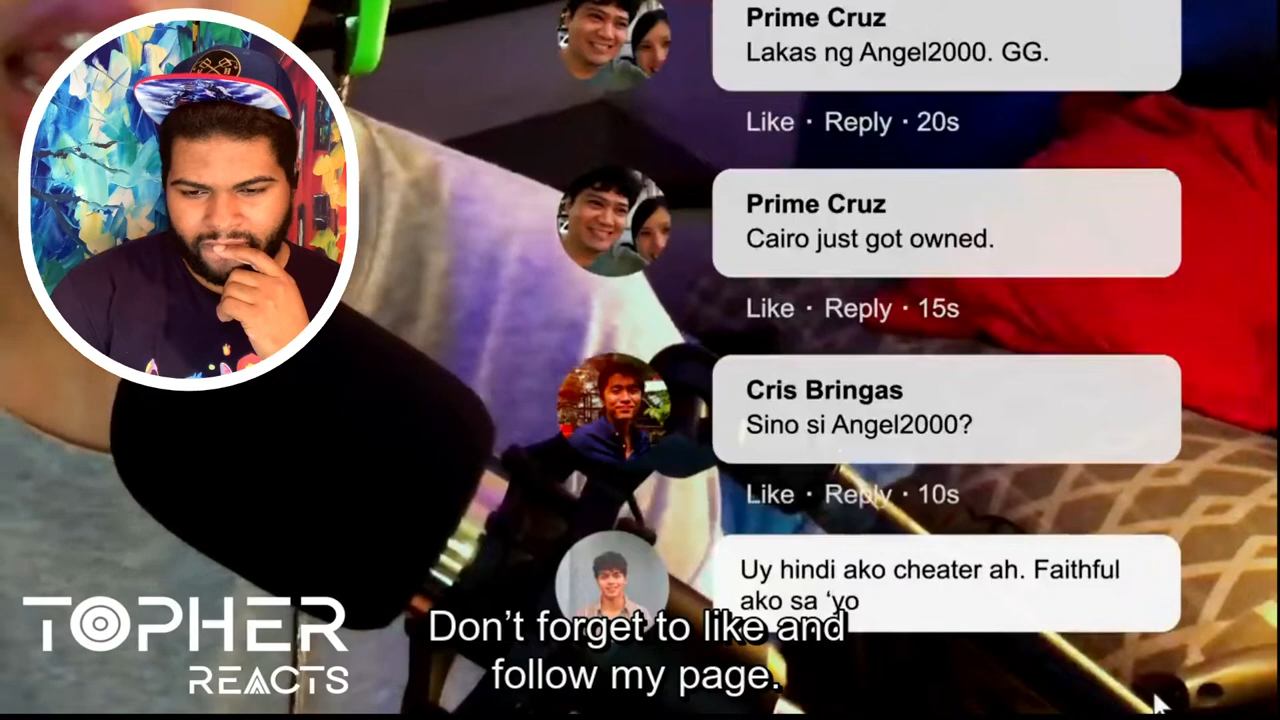 Prime Cruz
Lakas ng Angel2000. GG.
Like · Reply · 20s
Prime Cruz
Cairo just got owned.
Like · Reply · 15s
Cris Bringas
Sino si Angel2000?
Like · Reply · 10s
Uy hindi ako cheater ah. Faithful
ako sa ‘yo
Don’t forget to like and
follow my page.
TOPHER
REACTS